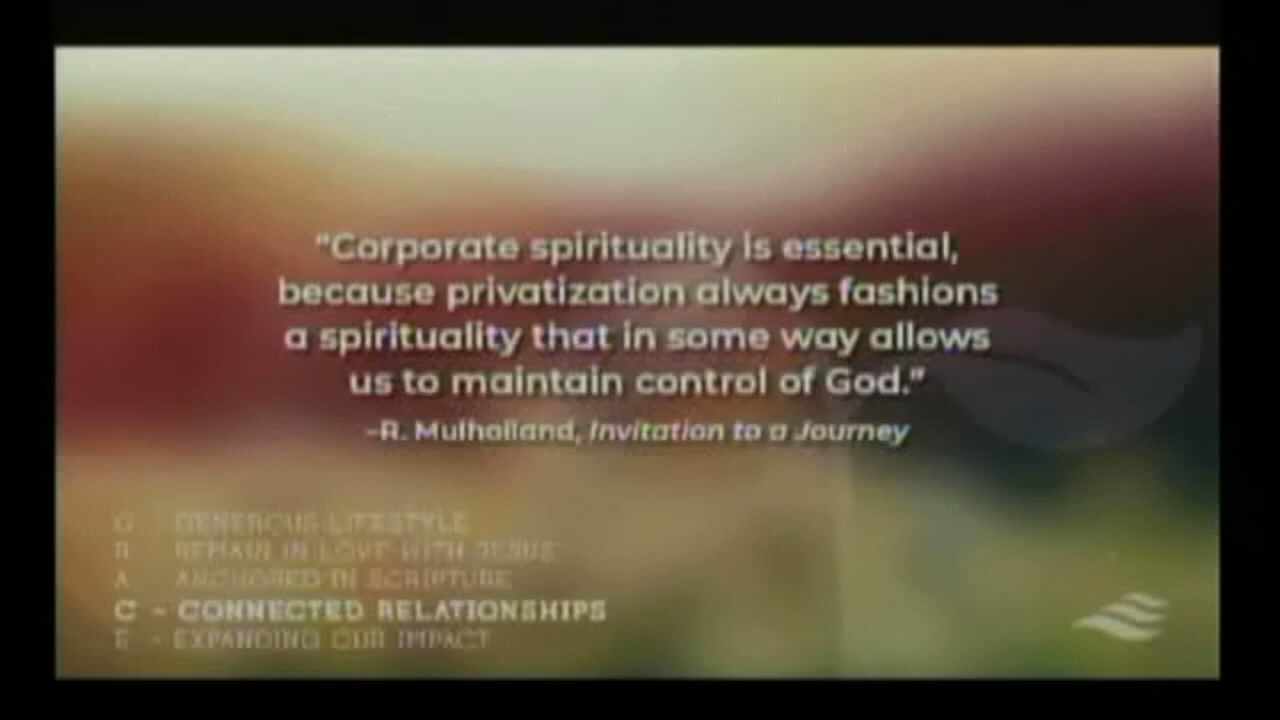 "Corporate spirituality is essential,
because privatization always fashions
a spirituality that in some way allows
us to maintain control of God."
–R. Mulholland, Invitation to a Journey
G - GENEROUS LIFESTYLE
R - REMAIN IN LOVE WITH JESUS
A - ANCHORED IN SCRIPTURE
C - CONNECTED RELATIONSHIPS
E - EXPANDING OUR IMPACT